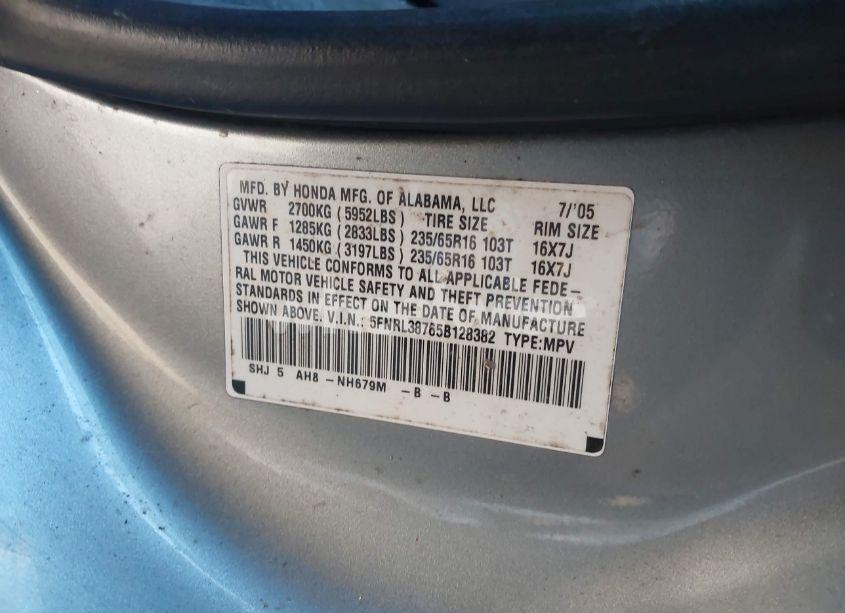 MFD. BY HONDA MFG. OF ALABAMA, LLC 7/'05
GVWR 2700KG (5952LBS) TIRE SIZE RIM SIZE
GAWR F 1285KG (2833LBS) 235/65R16 103T 16X7J
GAWR R 1450KG (3197LBS) 235/65R16 103T 16X7J
THIS VEHICLE CONFORMS TO ALL APPLICABLE FEDE-
RAL MOTOR VEHICLE SAFETY AND THEFT PREVENTION
STANDARDS IN EFFECT ON THE DATE OF MANUFACTURE
SHOWN ABOVE. V.I.N.: 5FNRL38765B128382 TYPE:MPV
SHJ 5 AH8 -NH679M -B -B